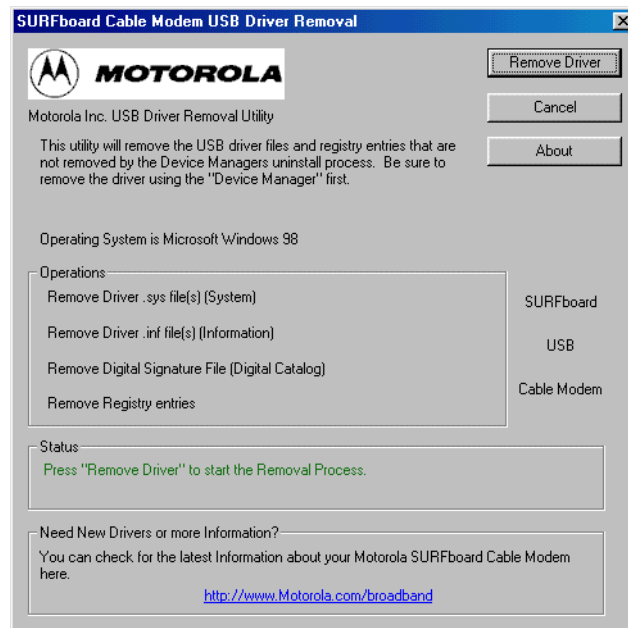 SURFboard Cable Modem USB Driver Removal
MOTOROLA
Remove Driver
Motorola Inc. USB Driver Removal Utility
Cancel
This utility will remove the USB driver files and registry entries that are
not removed by the Device Managers uninstall process. Be sure to
remove the driver using the "Device Manager" first.
About
Operating System is Microsoft Windows 98
Operations
Remove Driver .sys file(s) (System)
Remove Driver .inf file(s) (Information)
Remove Digital Signature File (Digital Catalog)
Remove Registry entries
SURFboard
USB
Cable Modem
Status
Press "Remove Driver" to start the Removal Process.
Need New Drivers or more Information?
You can check for the latest Information about your Motorola SURFboard Cable Modem
here.
http://www.Motorola.com/broadband